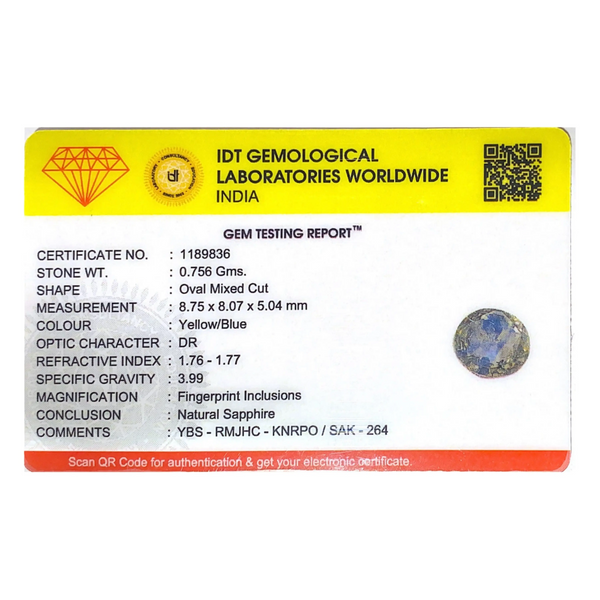 IDT GEMOLOGICAL
LABORATORIES WORLDWIDE
INDIA
GEM TESTING REPORT™
CERTIFICATE NO. : 1189836
STONE WT. : 0.756 Gms.
SHAPE : Oval Mixed Cut
MEASUREMENT : 8.75 x 8.07 x 5.04 mm
COLOUR : Yellow/Blue
OPTIC CHARACTER : DR
REFRACTIVE INDEX : 1.76 - 1.77
SPECIFIC GRAVITY : 3.99
MAGNIFICATION : Fingerprint Inclusions
CONCLUSION : Natural Sapphire
COMMENTS : YBS - RMJHC - KNRPO / SAK - 264
Scan QR Code for authentication & get your electronic certificate.